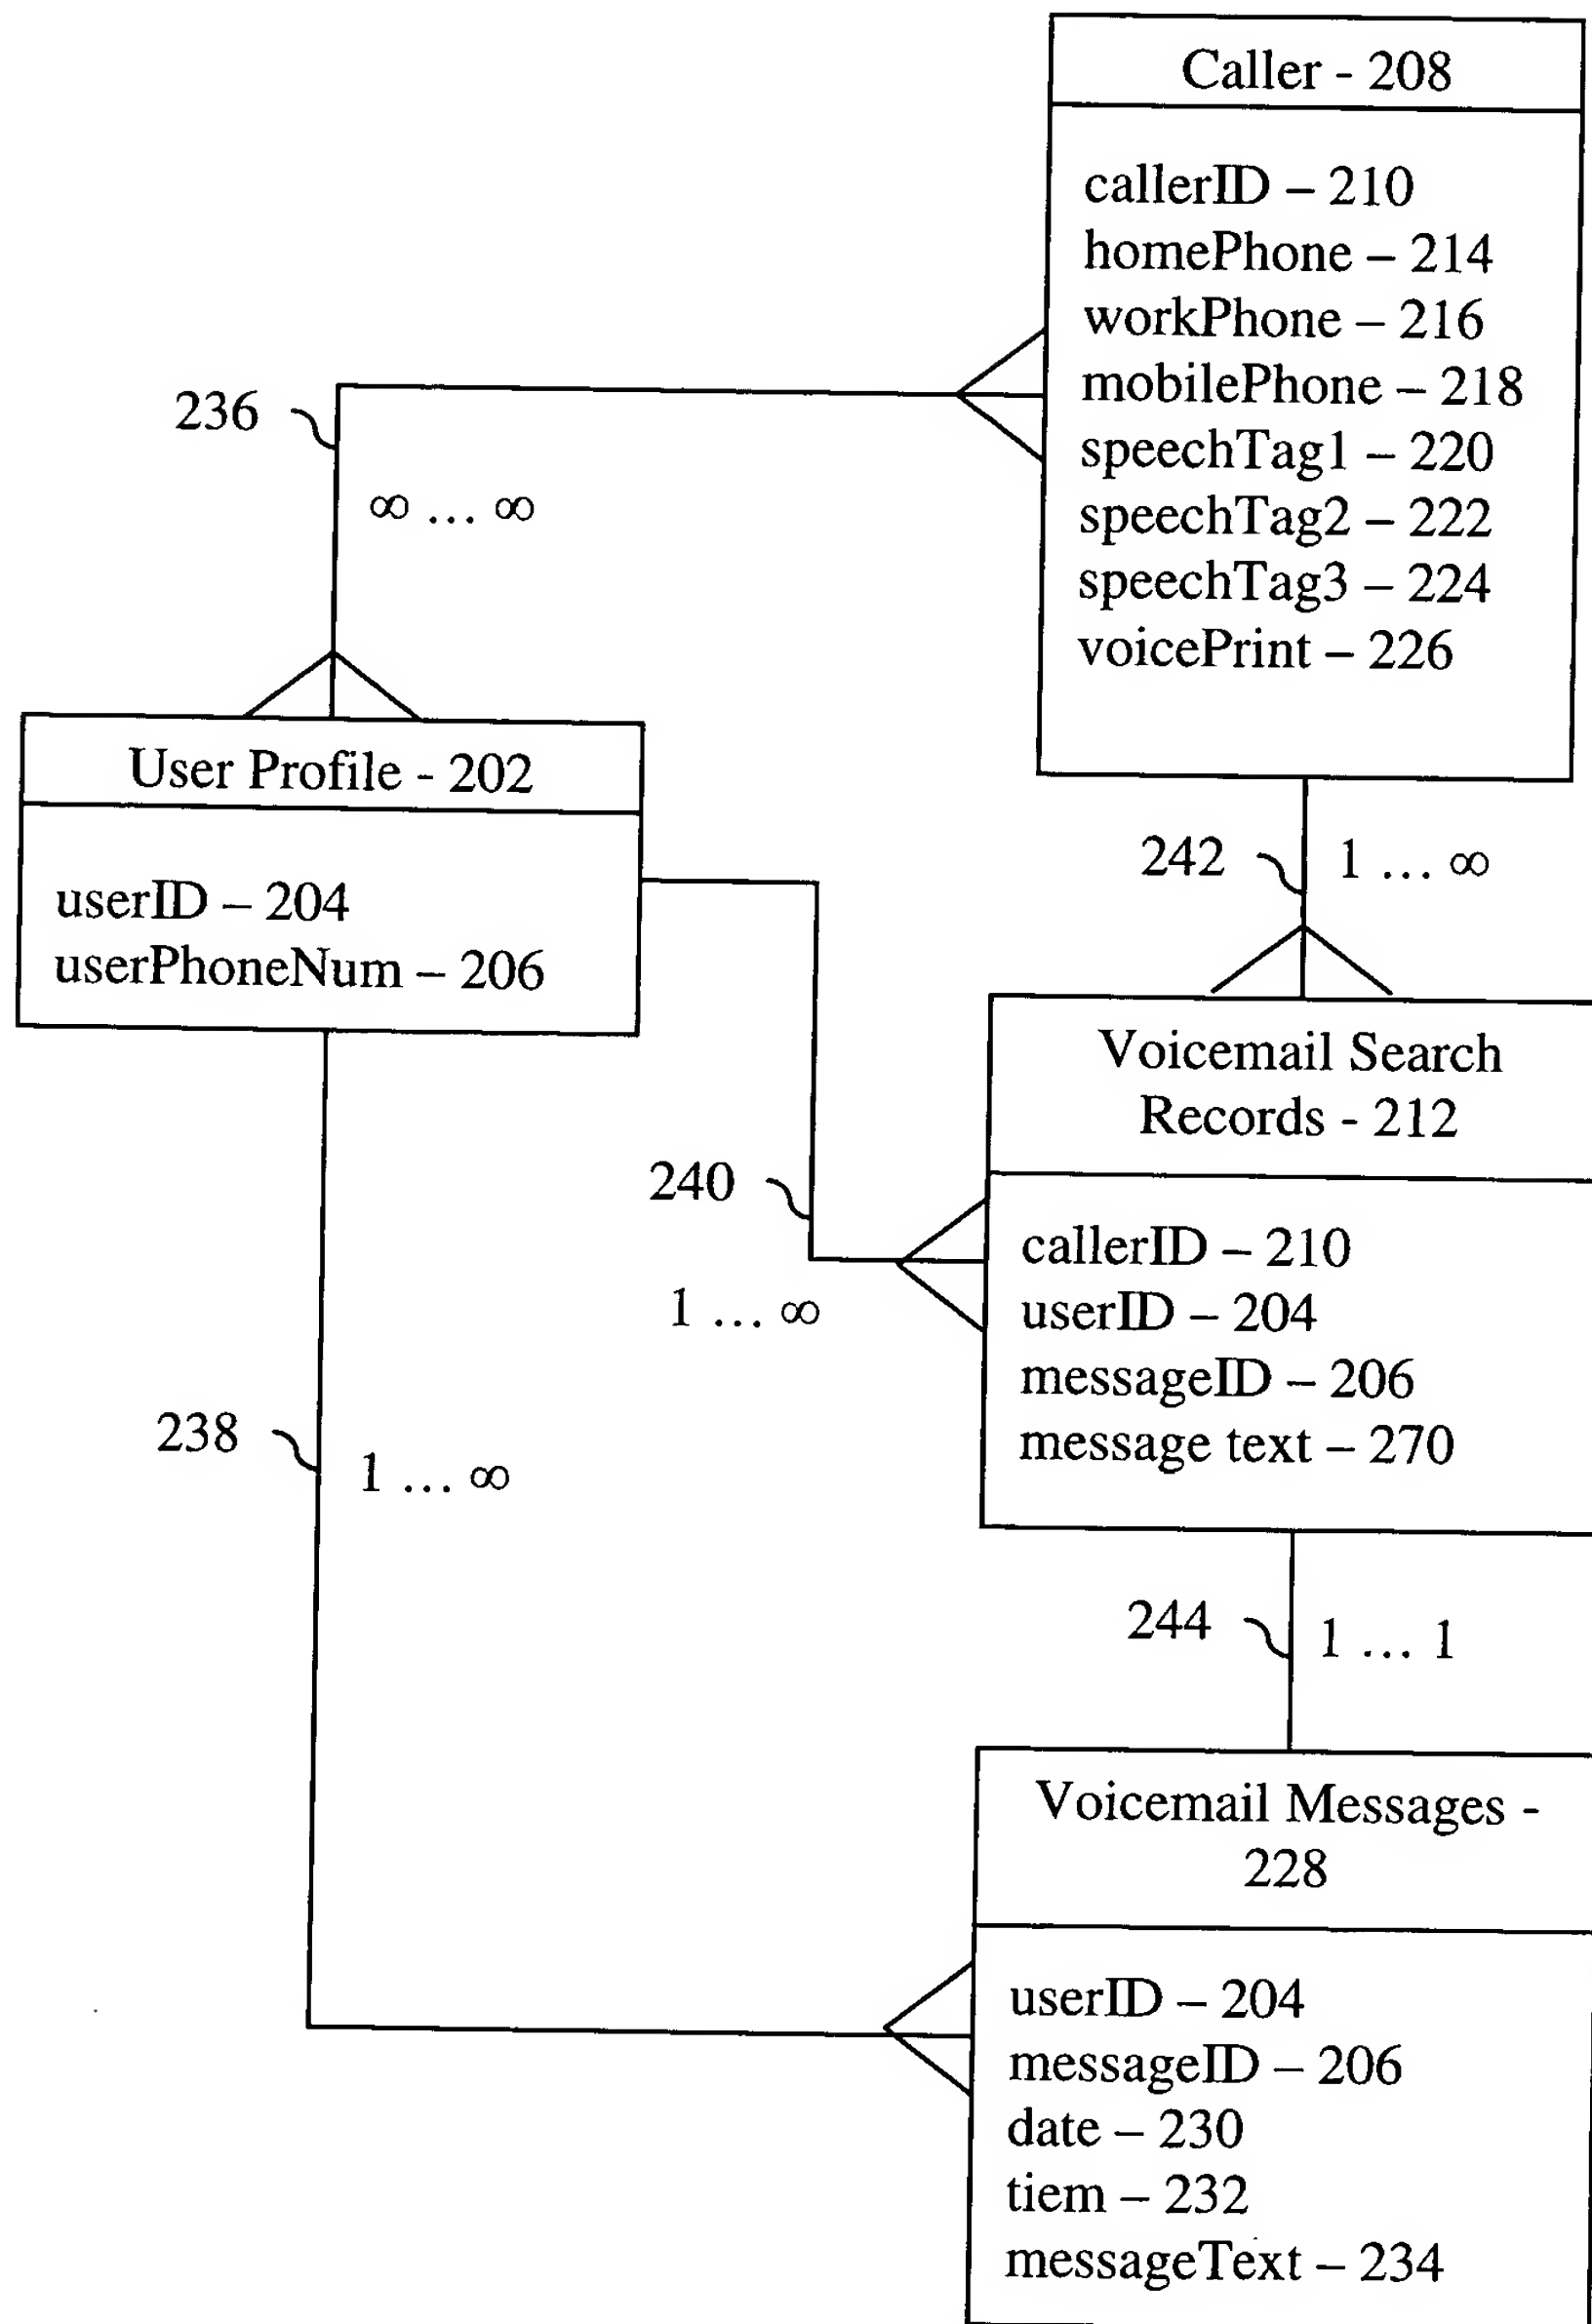 Caller - 208
callerID – 210
homePhone – 214
workPhone – 216
mobilePhone – 218
speechTag1 – 220
speechTag2 – 222
speechTag3 – 224
voicePrint – 226
236
∞ ... ∞
User Profile - 202
userID – 204
userPhoneNum – 206
242
1 ... ∞
Voicemail Search
Records - 212
callerID – 210
userID – 204
messageID – 206
message text – 270
240
1 ... ∞
238
1 ... ∞
244
1 ... 1
Voicemail Messages -
228
userID – 204
messageID – 206
date – 230
tiem – 232
messageText – 234